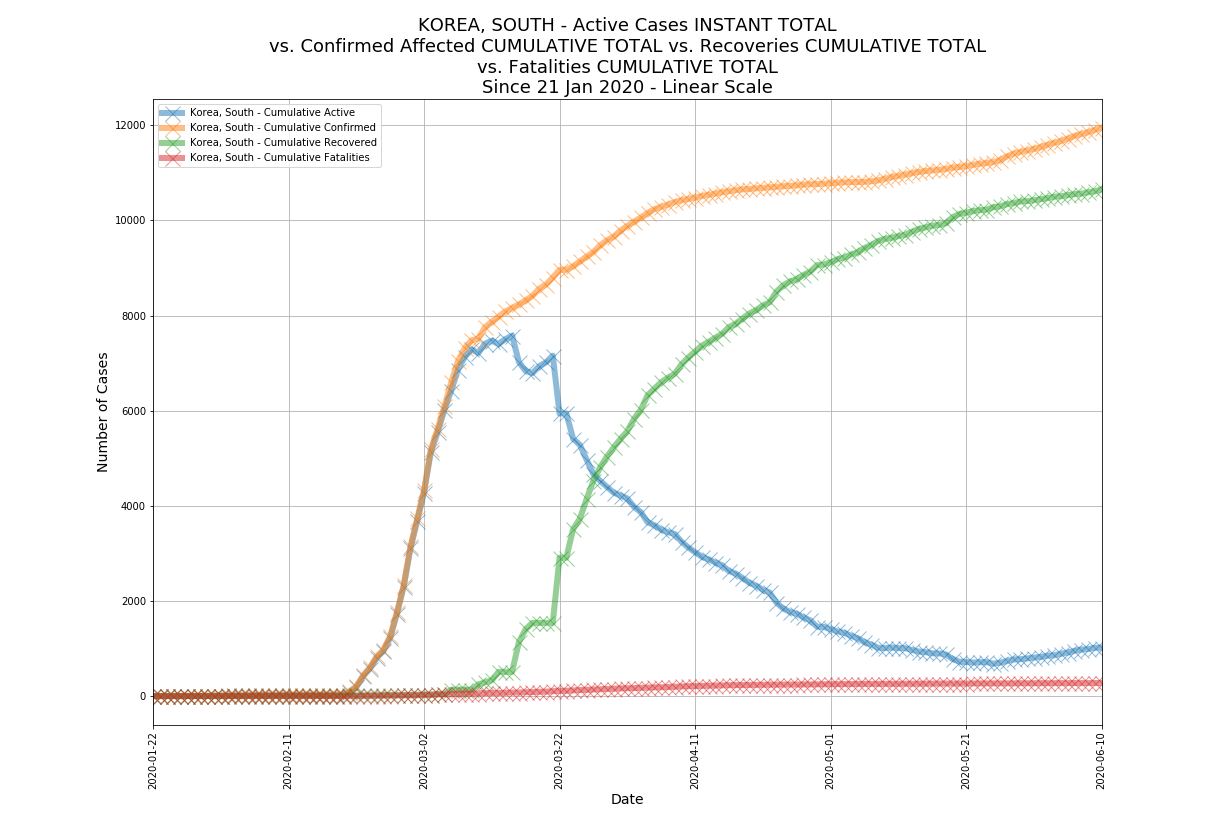 KOREA, SOUTH - Active Cases INSTANT TOTAL
vs. Confirmed Affected CUMULATIVE TOTAL vs. Recoveries CUMULATIVE TOTAL
vs. Fatalities CUMULATIVE TOTAL
Since 21 Jan 2020 - Linear Scale
Korea, South - Cumulative Active
Korea, South - Cumulative Confirmed
Korea, South - Cumulative Recovered
Korea, South - Cumulative Fatalities
12000
10000
8000
6000
4000
2000
0
Number of Cases
2020-01-22
2020-02-11
2020-03-02
2020-03-22
2020-04-11
2020-05-01
2020-05-21
2020-06-10
Date